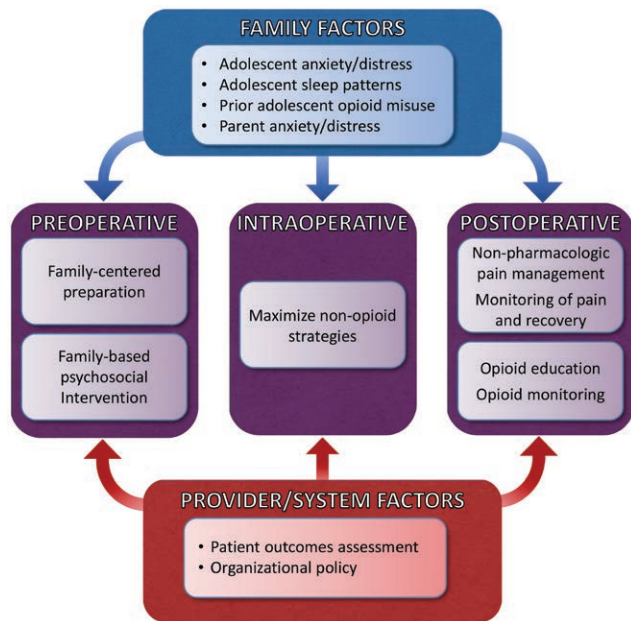 FAMILY FACTORS
• Adolescent anxiety/distress
• Adolescent sleep patterns
• Prior adolescent opioid misuse
• Parent anxiety/distress
PREOPERATIVE
Family-centered
preparation
Family-based
psychosocial
Intervention
INTRAOPERATIVE
Maximize non-opioid
strategies
POSTOPERATIVE
Non-pharmacologic
pain management
Monitoring of pain
and recovery
Opioid education
Opioid monitoring
PROVIDER/SYSTEM FACTORS
• Patient outcomes assessment
• Organizational policy